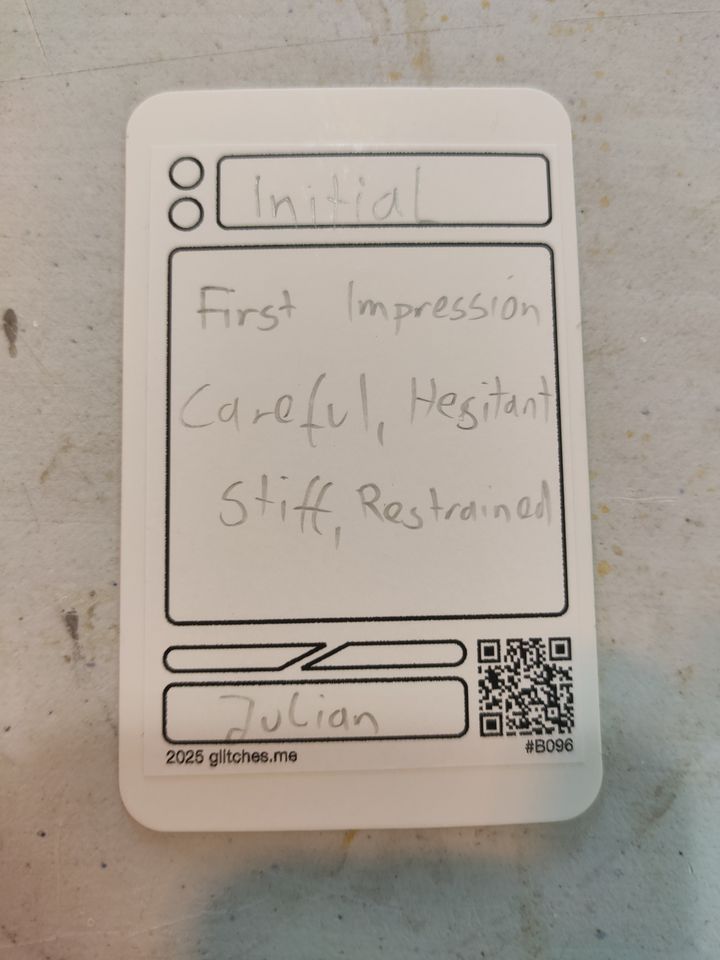 Initial
First Impression
Careful, Hesitant
Stiff, Restrained
Julian
2025 glitches.me
#B096